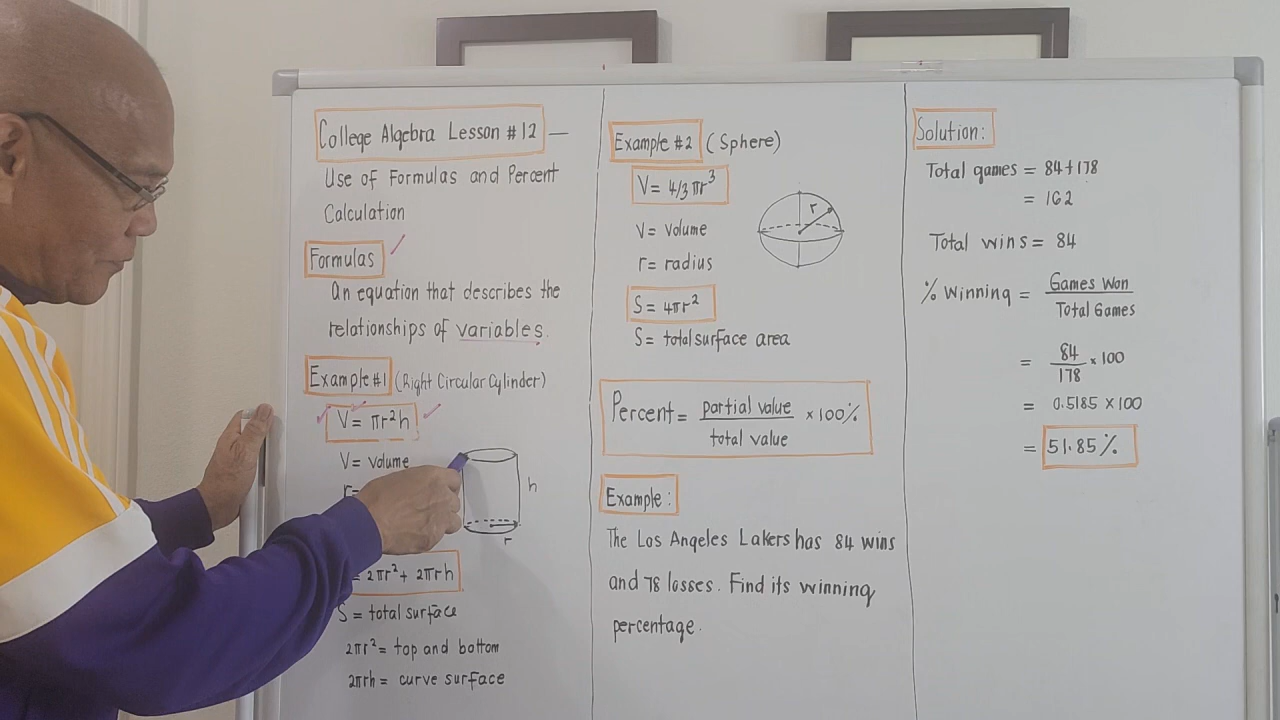 College Algebra Lesson #12 —
Use of Formulas and Percent
Calculation
Formulas
An equation that describes the
relationships of variables.
Example #1 (Right Circular Cylinder)
V = πr²h
V = volume
r =
h
r
= 2πr² + 2πrh
S = total surface
2πr² = top and bottom
2πrh = curve surface
Example #2 (Sphere)
V = 4/3 πr³
r
V = volume
r = radius
S = 4πr²
S = total surface area
Percent = partial value / total value × 100%
Example:
The Los Angeles Lakers has 84 wins
and 78 losses. Find its winning
percentage.
Solution:
Total games = 84+178
= 162
Total wins = 84
% Winning = Games Won / Total Games
= 84 / 178 × 100
= 0.5185 × 100
= 51.85%